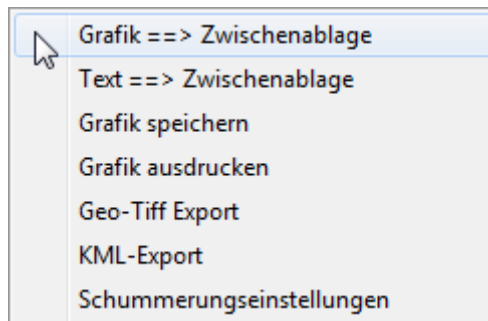 Grafik ==> Zwischenablage
Text ==> Zwischenablage
Grafik speichern
Grafik ausdrucken
Geo-Tiff Export
KML-Export
Schummerungseinstellungen